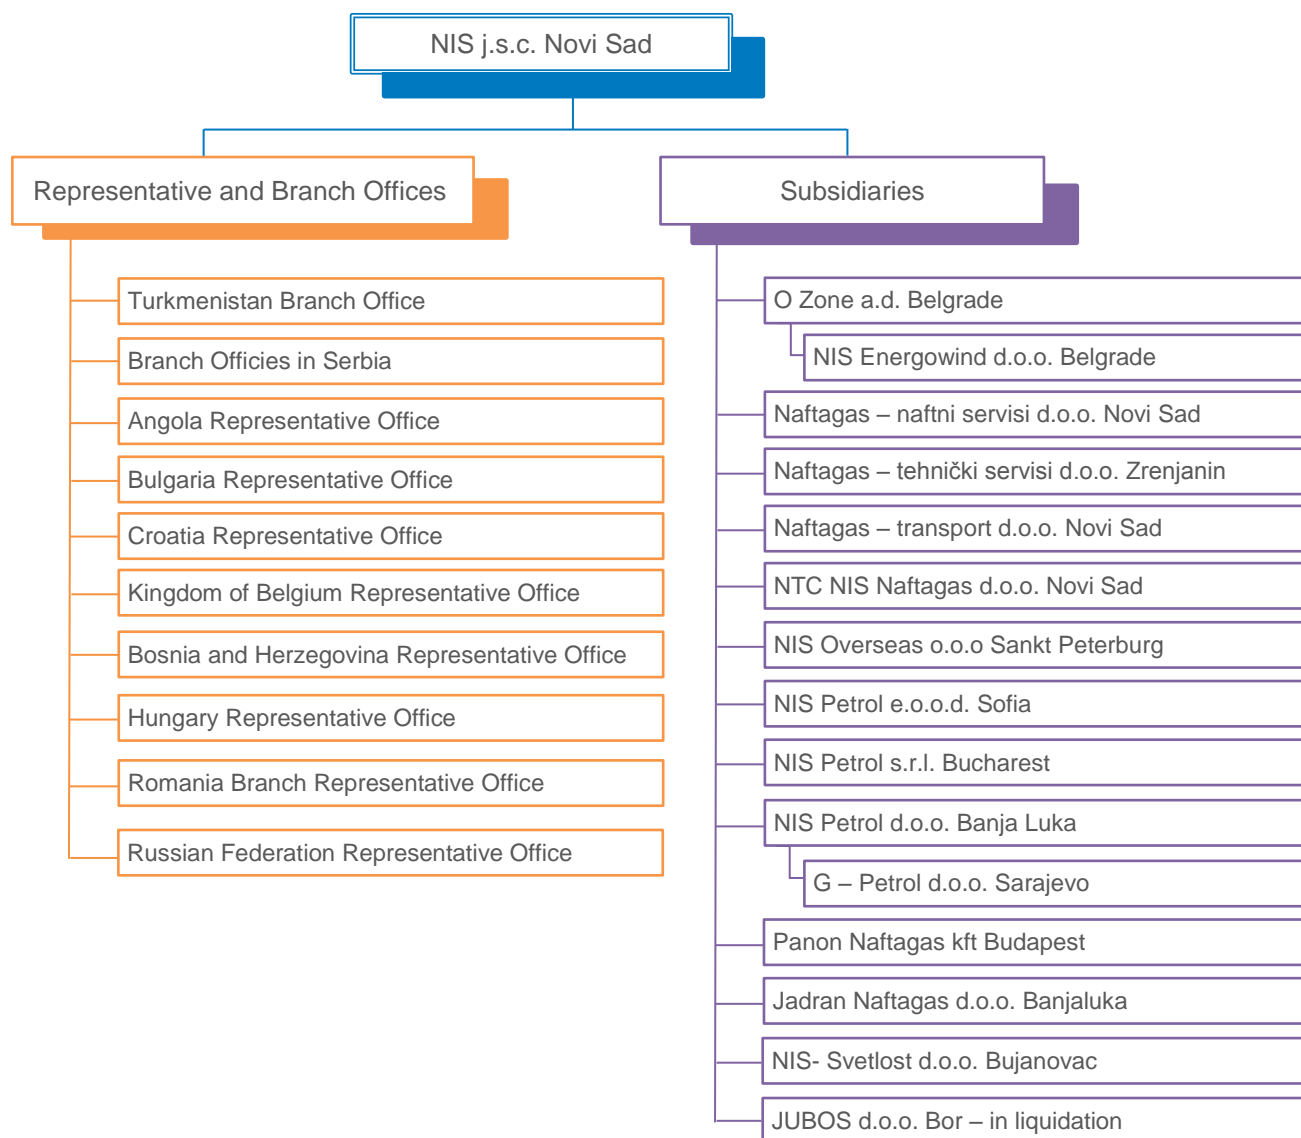 NIS j.s.c. Novi Sad
Representative and Branch Offices
Turkmenistan Branch Office
Branch Officies in Serbia
Angola Representative Office
Bulgaria Representative Office
Croatia Representative Office
Kingdom of Belgium Representative Office
Bosnia and Herzegovina Representative Office
Hungary Representative Office
Romania Branch Representative Office
Russian Federation Representative Office
Subsidiaries
O Zone a.d. Belgrade
NIS Energowind d.o.o. Belgrade
Naftagas – naftni servisi d.o.o. Novi Sad
Naftagas – tehnički servisi d.o.o. Zrenjanin
Naftagas – transport d.o.o. Novi Sad
NTC NIS Naftagas d.o.o. Novi Sad
NIS Overseas o.o.o Sankt Peterburg
NIS Petrol e.o.o.d. Sofia
NIS Petrol s.r.l. Bucharest
NIS Petrol d.o.o. Banja Luka
G – Petrol d.o.o. Sarajevo
Panon Naftagas kft Budapest
Jadran Naftagas d.o.o. Banjaluka
NIS- Svetlost d.o.o. Bujanovac
JUBOS d.o.o. Bor – in liquidation